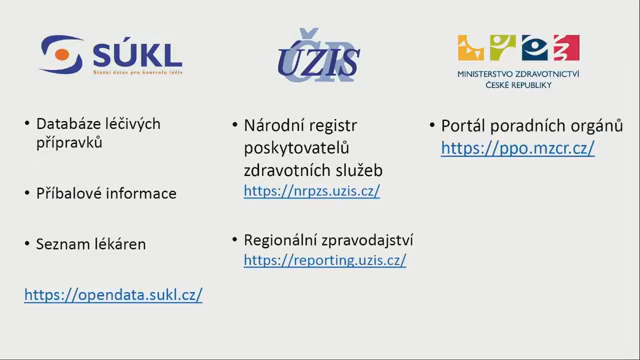 SÚKL
Státní ústav pro kontrolu léčiv
• Databáze léčivých
přípravků
• Příbalové informace
• Seznam lékáren
https://opendata.sukl.cz/
ČR
ÚZIS
• Národní registr
poskytovatelů
zdravotních služeb
https://nrpzs.uzis.cz/
• Regionální zpravodajství
https://reporting.uzis.cz/
MINISTERSTVO ZDRAVOTNICTVÍ
ČESKÉ REPUBLIKY
• Portál poradních orgánů
https://ppo.mzcr.cz/